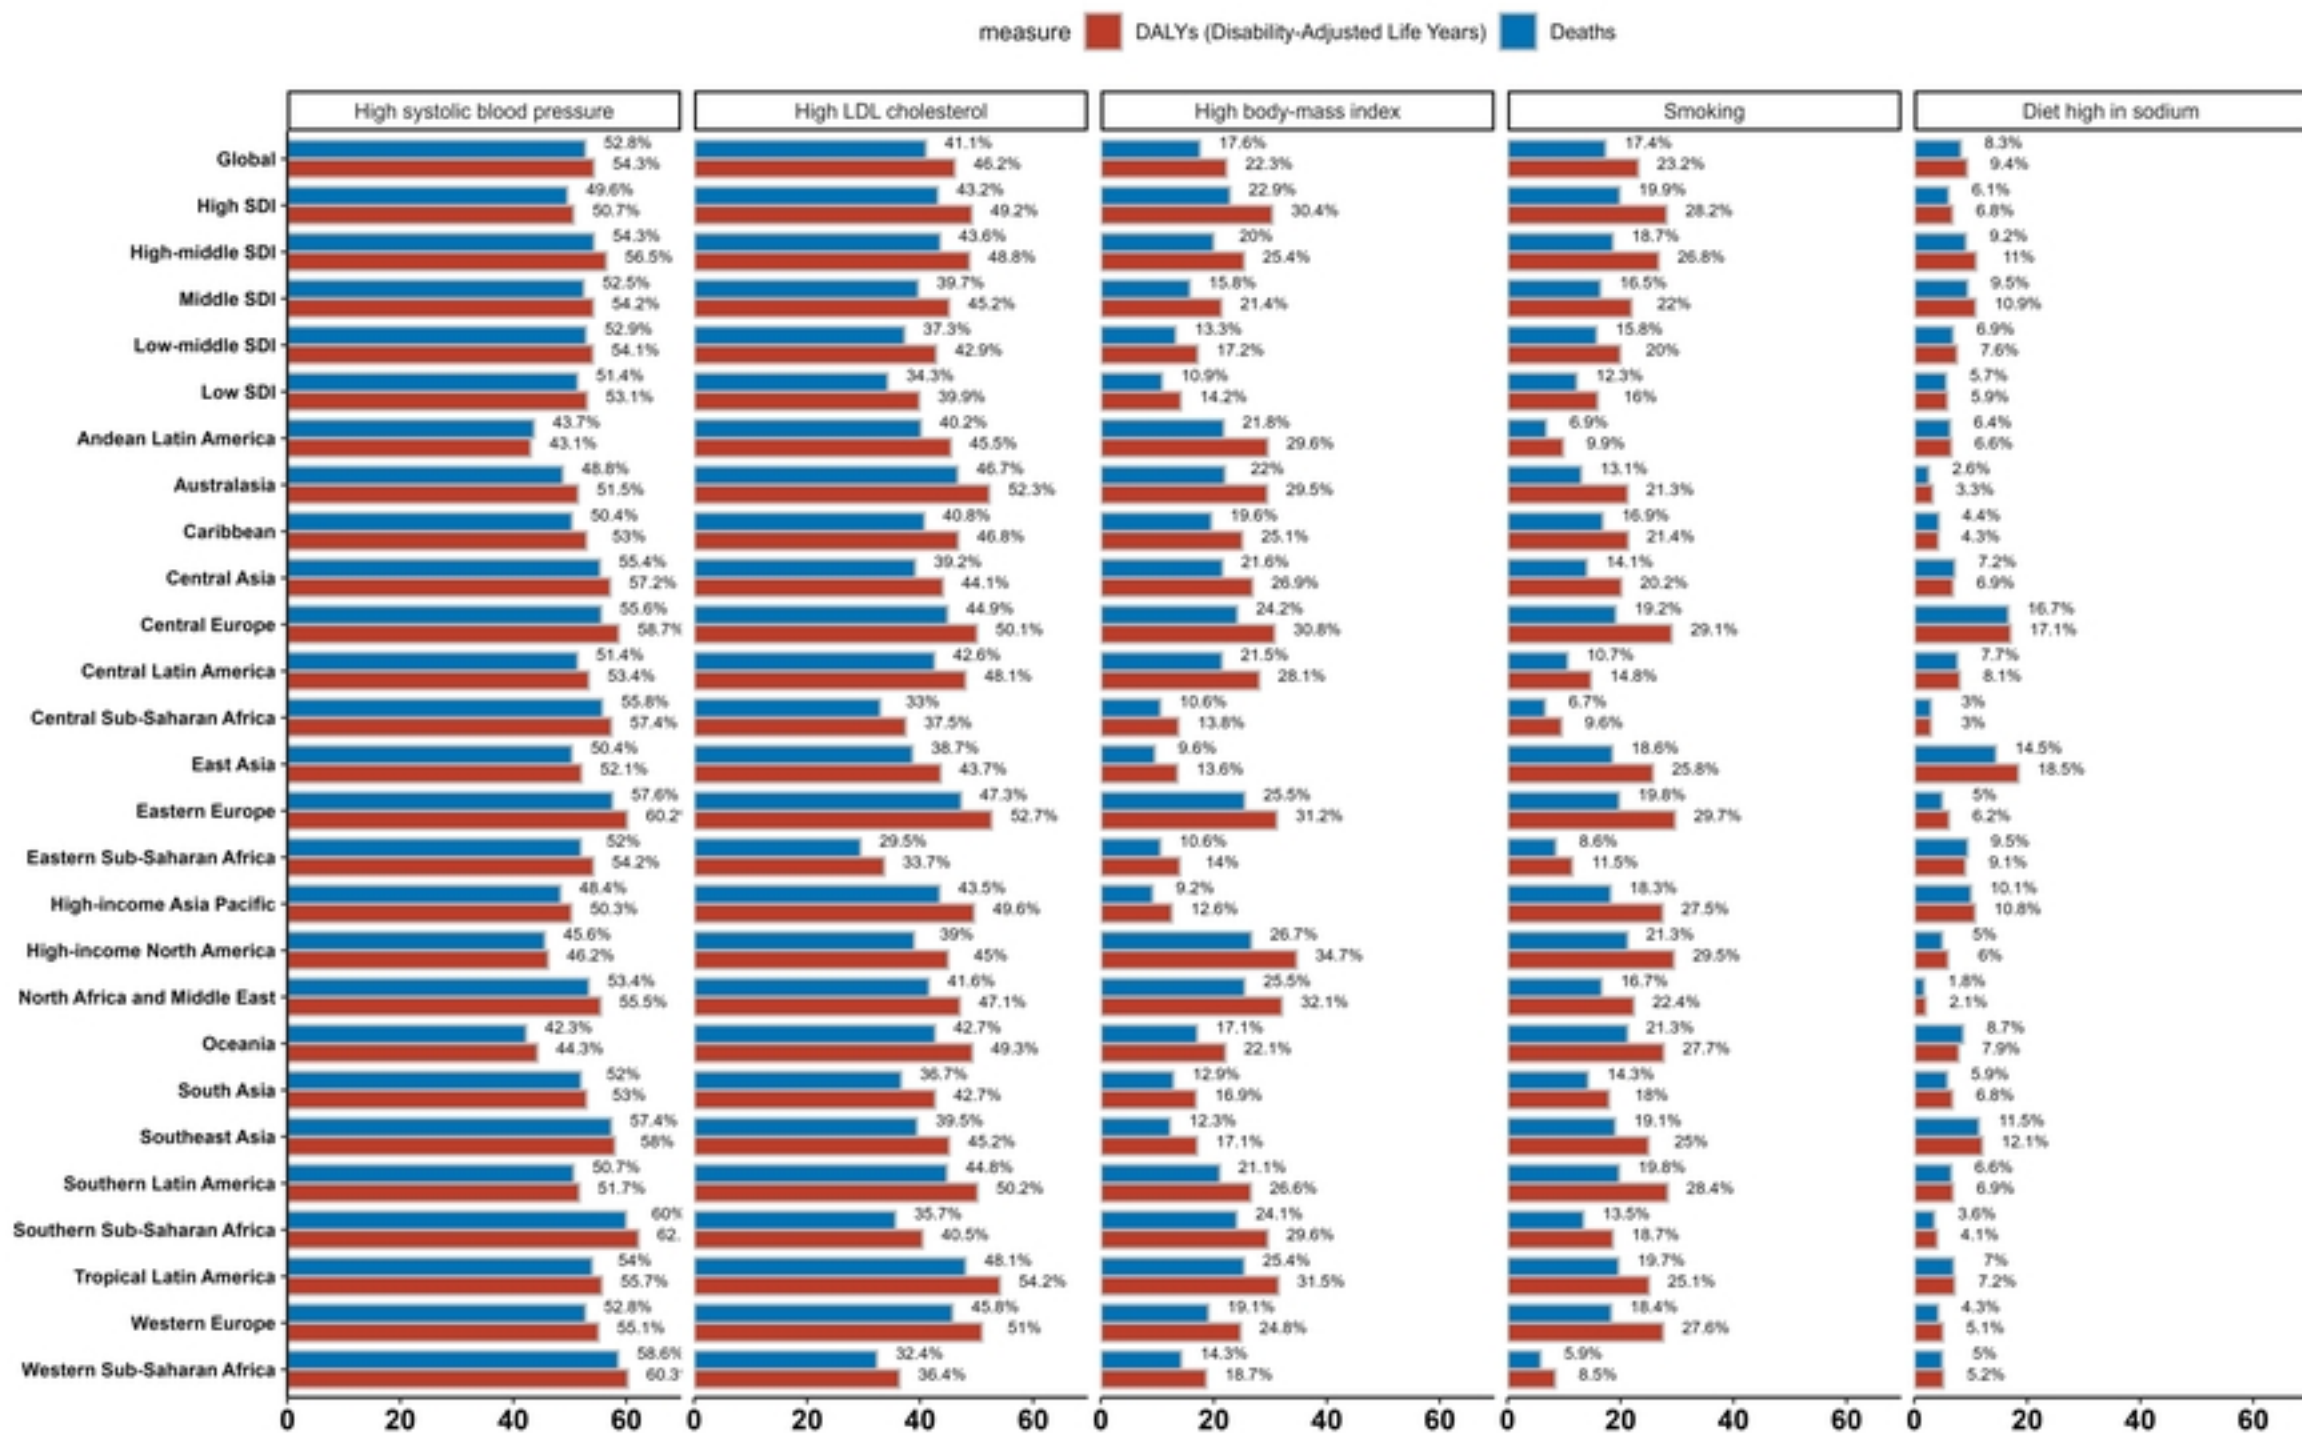 measure DALYs (Disability-Adjusted Life Years) Deaths
High systolic blood pressure High LDL cholesterol High body-mass index Smoking Diet high in sodium
52.8% 41.1% 17.6% 17.4% 8.3%
Global
54.3% 46.2% 22.3% 23.2% 9.4%
49.6% 43.2% 22.9% 19.9% 6.1%
High SDI
50.7% 49.2% 30.4% 28.2% 6.8%
54.3% 43.6% 20% 18.7% 9.2%
High-middle SDI
56.5% 48.8% 25.4% 26.8% 11%
52.5% 39.7% 15.8% 16.5% 9.5%
Middle SDI
54.2% 45.2% 21.4% 22% 10.9%
52.9% 37.3% 13.3% 15.8% 6.9%
Low-middle SDI
54.1% 42.9% 17.2% 20% 7.6%
51.4% 34.3% 10.9% 12.3% 5.7%
Low SDI
53.1% 39.9% 14.2% 16% 5.9%
43.7% 40.2% 21.8% 6.9% 6.4%
Andean Latin America
43.1% 45.5% 29.6% 9.9% 6.6%
48.8% 46.7% 22% 13.1% 2.6%
Australasia
51.5% 52.3% 29.5% 21.3% 3.3%
50.4% 40.8% 19.6% 16.9% 4.4%
Caribbean
53% 46.8% 25.1% 21.4% 4.3%
55.4% 39.2% 21.6% 14.1% 7.2%
Central Asia
57.2% 44.1% 26.9% 20.2% 6.9%
55.6% 44.9% 24.2% 19.2% 16.7%
Central Europe
58.7% 50.1% 30.8% 29.1% 17.1%
51.4% 42.6% 21.5% 10.7% 7.7%
Central Latin America
53.4% 48.1% 28.1% 14.8% 8.1%
55.8% 33% 10.6% 6.7% 3%
Central Sub-Saharan Africa
57.4% 37.5% 13.8% 9.6% 3%
50.4% 38.7% 9.6% 18.6% 14.5%
East Asia
52.1% 43.7% 13.6% 25.8% 18.5%
57.6% 47.3% 25.5% 19.8% 5%
Eastern Europe
60.2 52.7% 31.2% 29.7% 6.2%
52% 29.5% 10.6% 8.6% 9.5%
Eastern Sub-Saharan Africa
54.2% 33.7% 14% 11.5% 9.1%
48.4% 43.5% 9.2% 18.3% 10.1%
High-income Asia Pacific
50.3% 49.6% 12.6% 27.5% 10.8%
45.6% 39% 26.7% 21.3% 5%
High-income North America
46.2% 45% 34.7% 29.5% 6%
53.4% 41.6% 25.5% 16.7% 1.8%
North Africa and Middle East
55.5% 47.1% 32.1% 22.4% 2.1%
42.3% 42.7% 17.1% 21.3% 8.7%
Oceania
44.3% 49.3% 22.1% 27.7% 7.9%
52% 36.7% 12.9% 14.3% 5.9%
South Asia
53% 42.7% 16.9% 18% 6.8%
57.4% 39.5% 12.3% 19.1% 11.5%
Southeast Asia
58% 45.2% 17.1% 25% 12.1%
50.7% 44.8% 21.1% 19.8% 6.6%
Southern Latin America
51.7% 50.2% 26.6% 28.4% 6.9%
60% 35.7% 24.1% 13.5% 3.6%
Southern Sub-Saharan Africa
62. 40.5% 29.6% 18.7% 4.1%
54% 48.1% 25.4% 19.7% 7%
Tropical Latin America
55.7% 54.2% 31.5% 25.1% 7.2%
52.8% 45.8% 19.1% 18.4% 4.3%
Western Europe
55.1% 51% 24.8% 27.6% 5.1%
58.6% 32.4% 14.3% 5.9% 5%
Western Sub-Saharan Africa
60.3 36.4% 18.7% 8.5% 5.2%
0 20 40 60 0 20 40 60 0 20 40 60 0 20 40 60 0 20 40 60